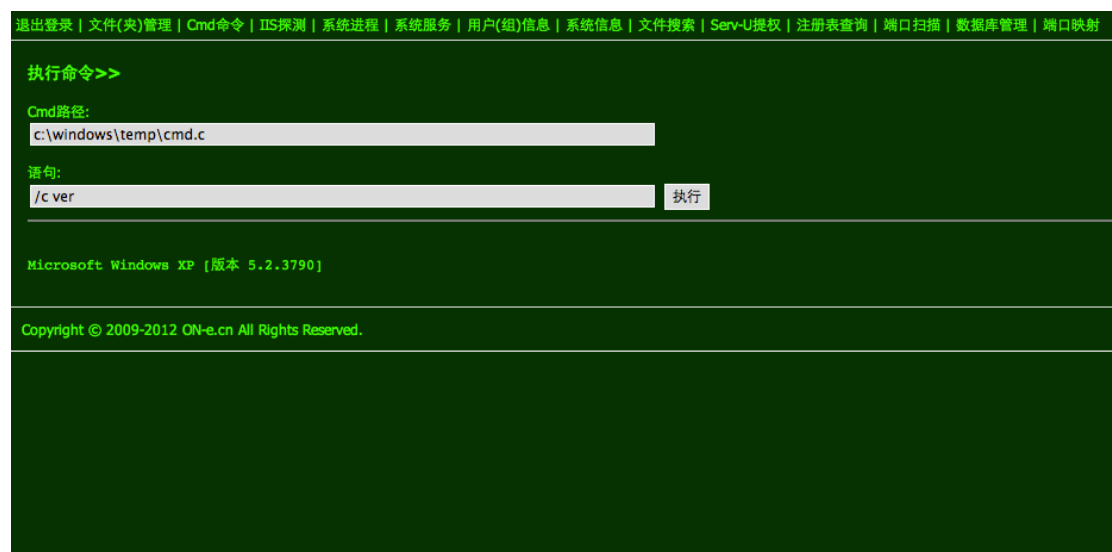 退出登录 | 文件(夹)管理 | Cmd命令 | IIS探测 | 系统进程 | 系统服务 | 用户(组)信息 | 系统信息 | 文件搜索 | Serv-U提权 | 注册表查询 | 端口扫描 | 数据库管理 | 端口映射
执行命令>>
Cmd路径:
c:\windows\temp\cmd.c
语句:
/c ver 执行
Microsoft Windows XP [版本 5.2.3790]
Copyright © 2009-2012 ON-e.cn All Rights Reserved.